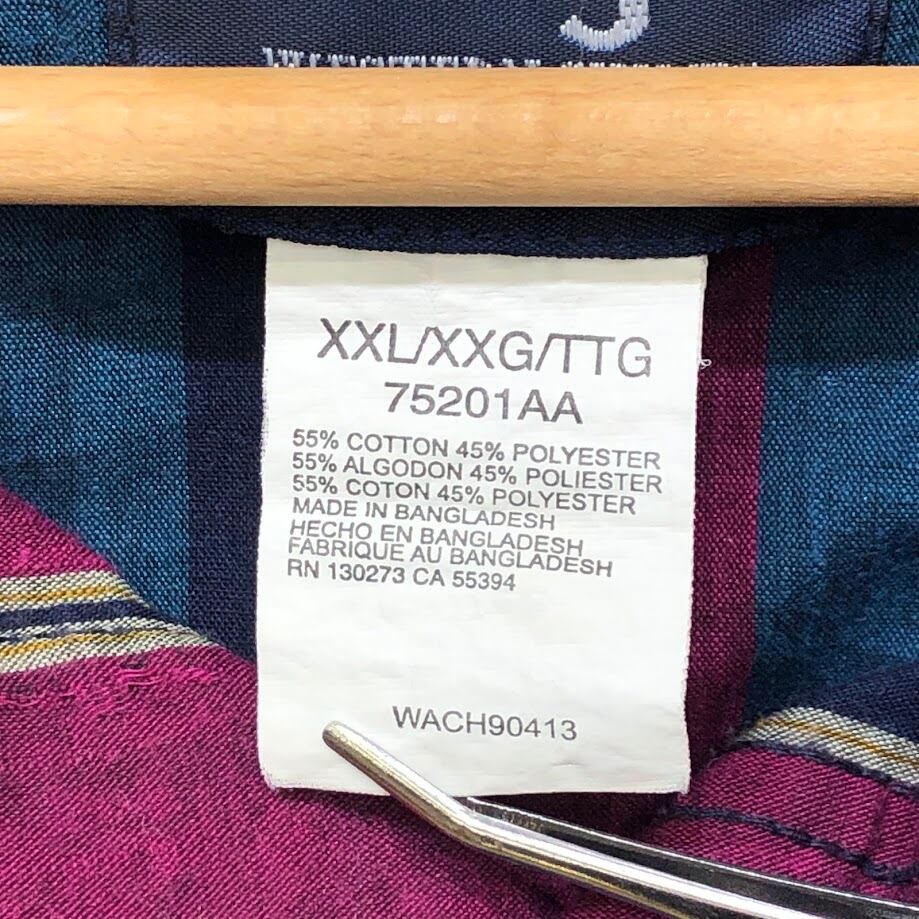 XXL/XXG/TTG
75201AA
55% COTTON 45% POLYESTER
55% ALGODON 45% POLIESTER
55% COTON 45% POLYESTER
MADE IN BANGLADESH
HECHO EN BANGLADESH
FABRIQUE AU BANGLADESH
RN 130273 CA 55394
WACH90413